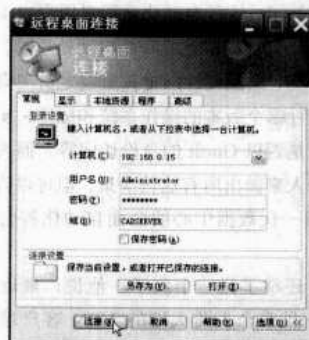 远程桌面连接
远程桌面
连接
常规 显示 本地资源 程序 高级
登录设置
键入计算机名，或者从下拉表中选择一台计算机。
计算机(C): 192.168.0.15
用户名(U): Administrator
密码(P): ********
域(D): CADSERVER
保存密码(A)
连接设置
保存当前设置，或者打开已保存的连接。
另存为(V)... 打开(E)...
连接(N) 取消 帮助(H) 选项(O) <<